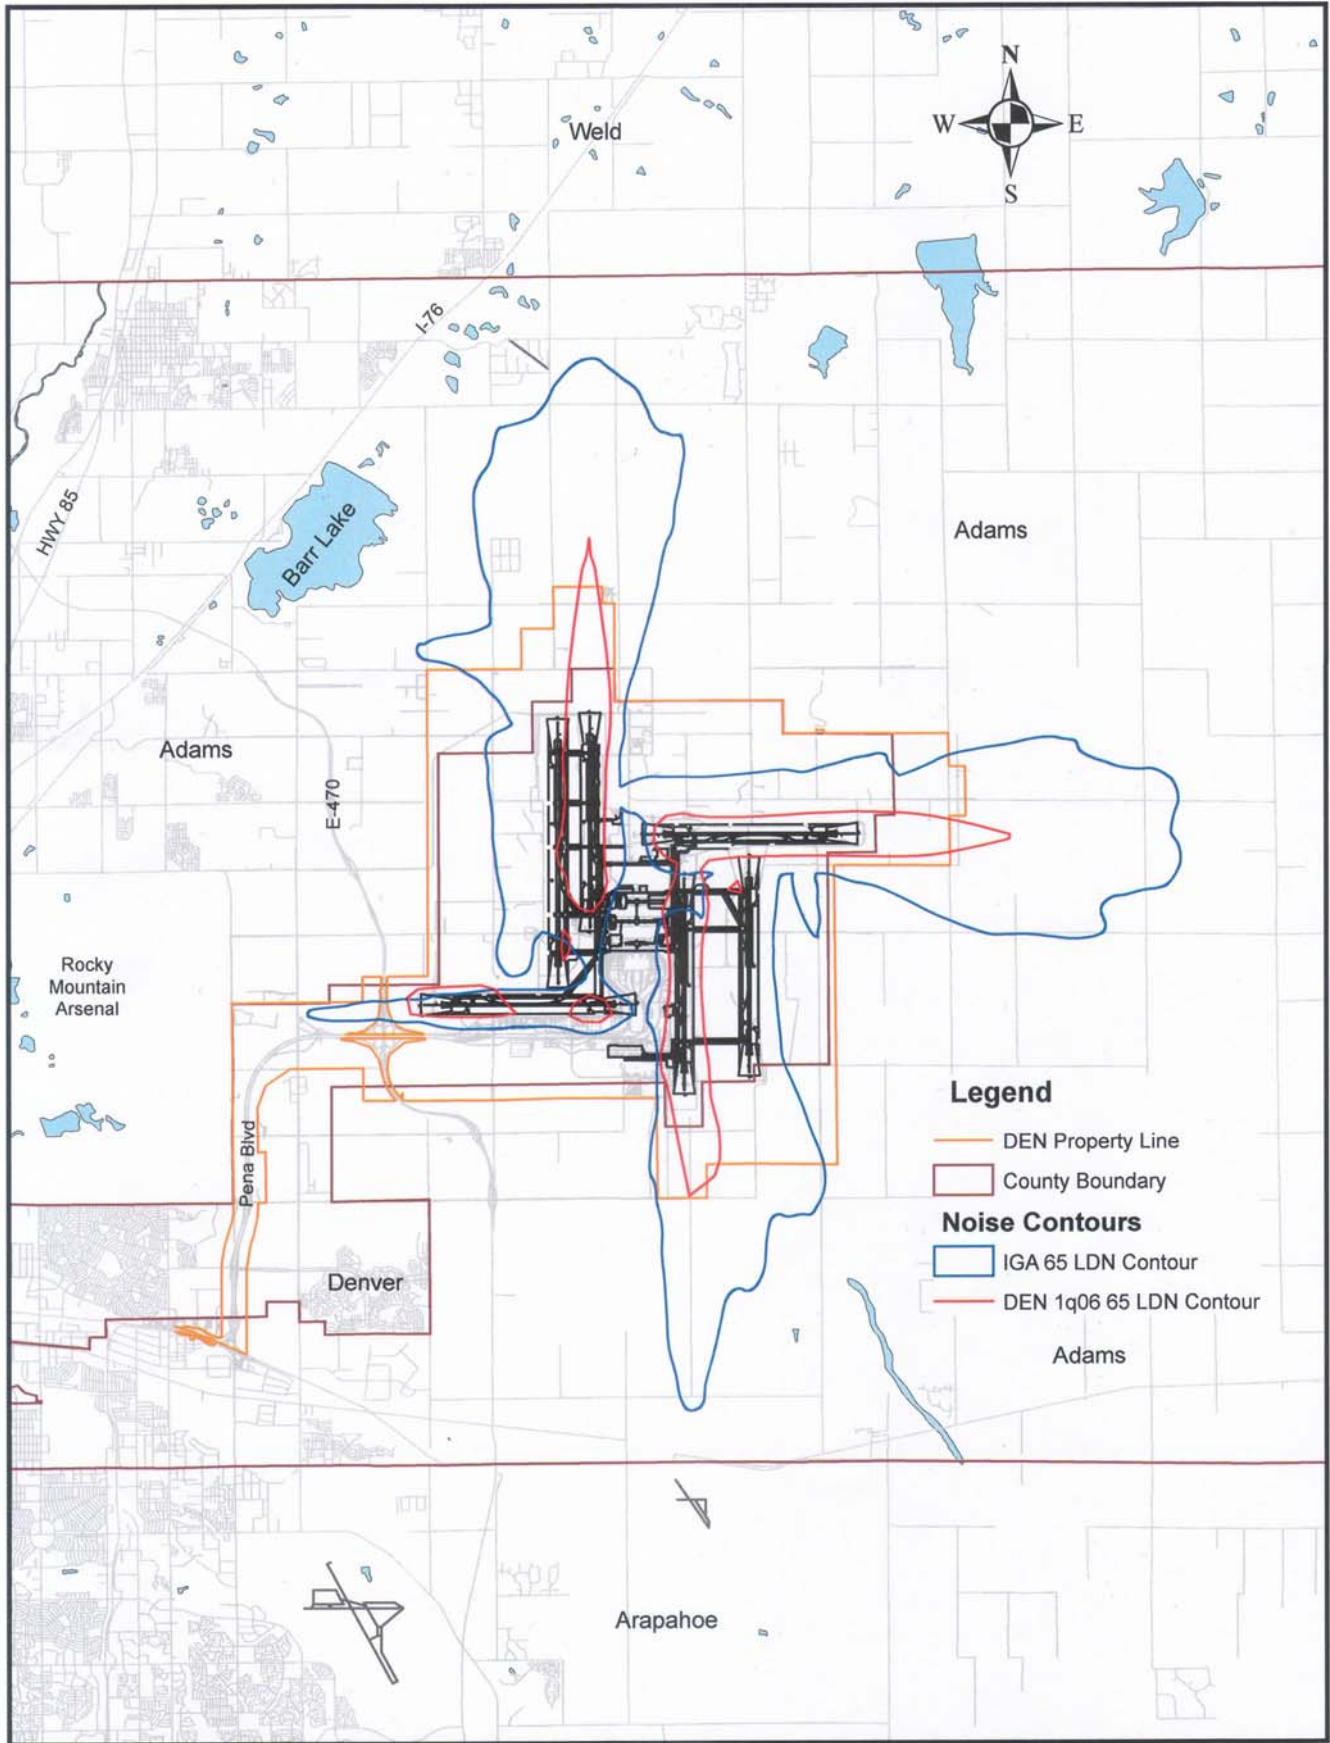 N
Weld
W
E
S
I-76
HWY 85
Barr Lake
Adams
Adams
E-470
Rocky
Mountain
Arsenal
Legend
DEN Property Line
Pena Blvd
County Boundary
Noise Contours
IGA 65 LDN Contour
Denver
DEN 1q06 65 LDN Contour
Adams
Arapahoe